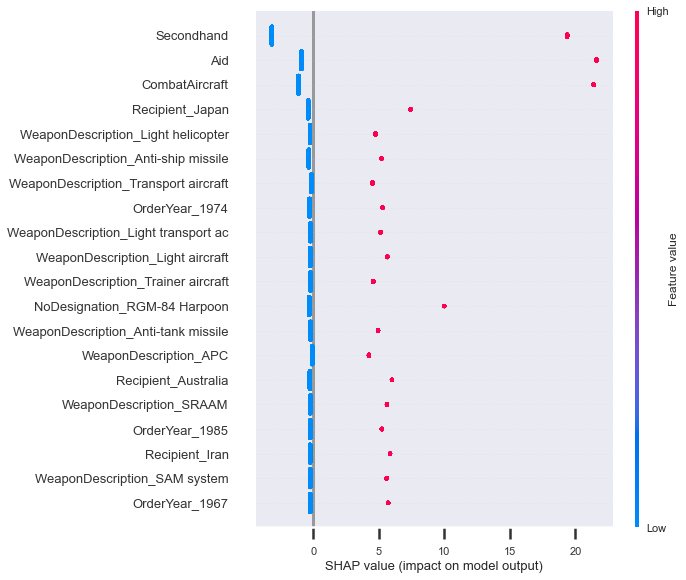 High
Secondhand
Aid
CombatAircraft
Recipient_Japan
WeaponDescription_Light helicopter
WeaponDescription_Anti-ship missile
WeaponDescription_Transport aircraft
OrderYear_1974
WeaponDescription_Light transport ac
WeaponDescription_Light aircraft
WeaponDescription_Trainer aircraft
NoDesignation_RGM-84 Harpoon
WeaponDescription_Anti-tank missile
WeaponDescription_APC
Recipient_Australia
WeaponDescription_SRAAM
OrderYear_1985
Recipient_Iran
WeaponDescription_SAM system
OrderYear_1967
Feature value
Low
0 5 10 15 20
SHAP value (impact on model output)